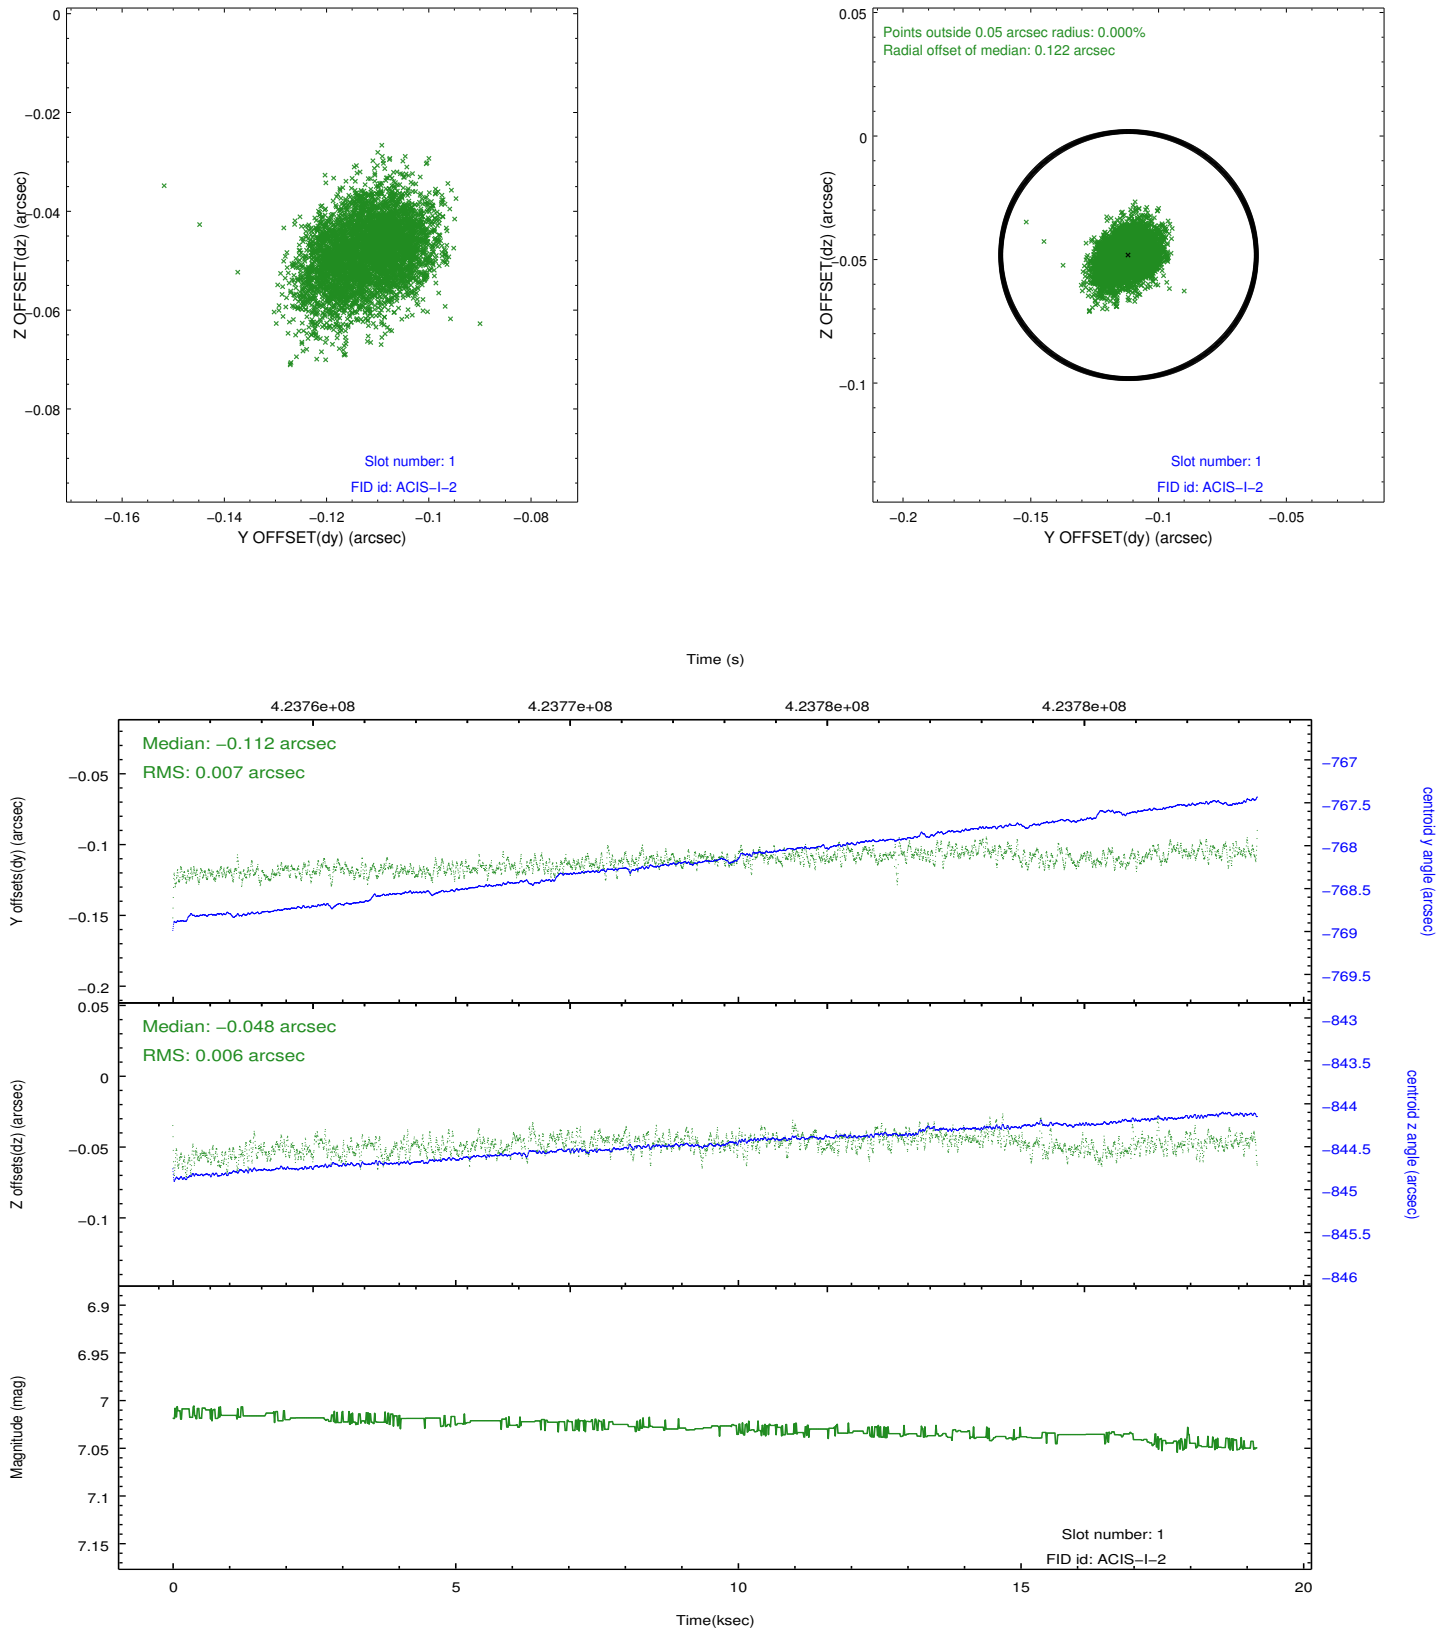 0
−0.02
−0.04
−0.06
−0.08
Z OFFSET(dz) (arcsec)
Slot number: 1
FID id: ACIS−I−2
−0.16 −0.14 −0.12 −0.1 −0.08
Y OFFSET(dy) (arcsec)
Points outside 0.05 arcsec radius: 0.000%
Radial offset of median: 0.122 arcsec
0.05
0
−0.05
−0.1
Z OFFSET(dz) (arcsec)
Slot number: 1
FID id: ACIS−I−2
−0.2 −0.15 −0.1 −0.05
Y OFFSET(dy) (arcsec)
Time (s)
4.2376e+08 4.2377e+08 4.2378e+08 4.2378e+08
Median: −0.112 arcsec
RMS: 0.007 arcsec
−0.05
−0.1
−0.15
−0.2
Y offsets(dy) (arcsec)
−767
−767.5
−768
−768.5
−769
−769.5
centroid y angle (arcsec)
Median: −0.048 arcsec
RMS: 0.006 arcsec
0.05
0
−0.05
−0.1
Z offsets(dz) (arcsec)
−843
−843.5
−844
−844.5
−845
−845.5
−846
centroid z angle (arcsec)
6.9
6.95
7
7.05
7.1
7.15
Magnitude (mag)
Slot number: 1
FID id: ACIS−I−2
0 5 10 15 20
Time(ksec)